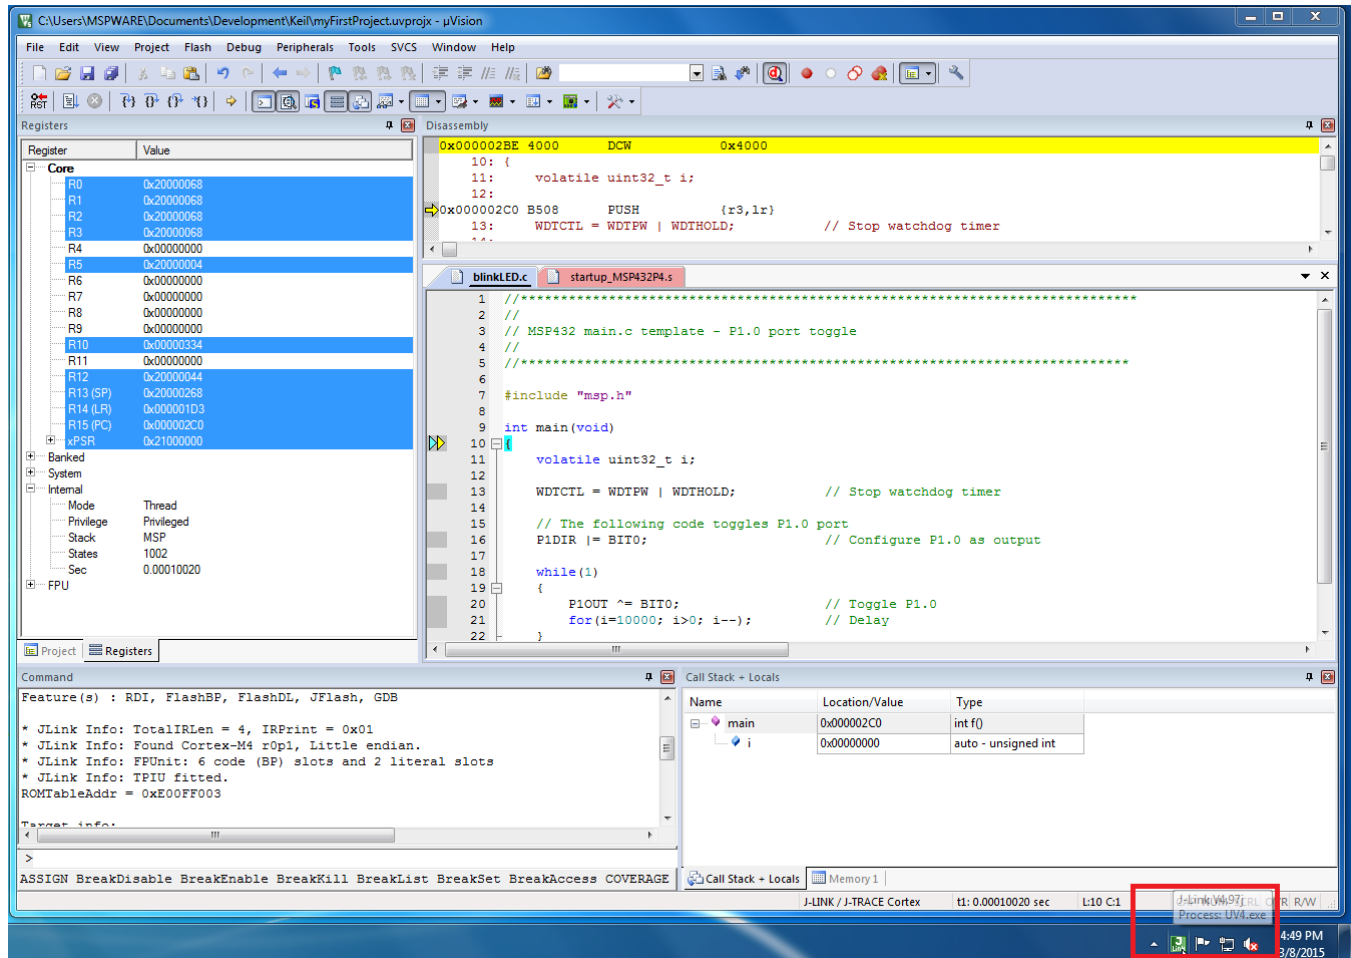 C:\Users\MSPWARE\Documents\Development\Keil\myFirstProject.uvprojx - µVision
File Edit View Project Flash Debug Peripherals Tools SVCS Window Help
Registers
Register Value
Core
R0 0x20000068
R1 0x20000068
R2 0x20000068
R3 0x20000068
R4 0x00000000
R5 0x20000004
R6 0x00000000
R7 0x00000000
R8 0x00000000
R9 0x00000000
R10 0x00000334
R11 0x00000000
R12 0x20000044
R13 (SP) 0x20000268
R14 (LR) 0x000001D3
R15 (PC) 0x000002C0
xPSR 0x21000000
Banked
System
Internal
Mode Thread
Privilege Privileged
Stack MSP
States 1002
Sec 0.00010020
FPU
Project Registers
Disassembly
0x000002BE 4000 DCW 0x4000
10: {
11: volatile uint32_t i;
12:
0x000002C0 B508 PUSH {r3,lr}
13: WDTCTL = WDTPW | WDTHOLD; // Stop watchdog timer
14:
blinkLED.c startup_MSP432P4.s
1 //*****************************************************************************
2 //
3 // MSP432 main.c template - P1.0 port toggle
4 //
5 //****************************************************************************
6
7 #include "msp.h"
8
9 int main(void)
10 {
11 volatile uint32_t i;
12
13 WDTCTL = WDTPW | WDTHOLD; // Stop watchdog timer
14
15 // The following code toggles P1.0 port
16 P1DIR |= BIT0; // Configure P1.0 as output
17
18 while(1)
19 {
20 P1OUT ^= BIT0; // Toggle P1.0
21 for(i=10000; i>0; i--); // Delay
22 }
Command
Feature(s) : RDI, FlashBP, FlashDL, JFlash, GDB
* JLink Info: TotalIRLen = 4, IRPrint = 0x01
* JLink Info: Found Cortex-M4 r0p1, Little endian.
* JLink Info: FPUnit: 6 code (BP) slots and 2 literal slots
* JLink Info: TPIU fitted.
ROMTableAddr = 0xE00FF003
Target info:
>
ASSIGN BreakDisable BreakEnable BreakKill BreakList BreakSet BreakAccess COVERAGE
Call Stack + Locals
Name Location/Value Type
main 0x000002C0 int f()
i 0x00000000 auto - unsigned int
Call Stack + Locals Memory 1
J-LINK / J-TRACE Cortex t1: 0.00010020 sec L:10 C:1 R/W
J-Link V4.97j
Process: UV4.exe
4:49 PM
3/8/2015